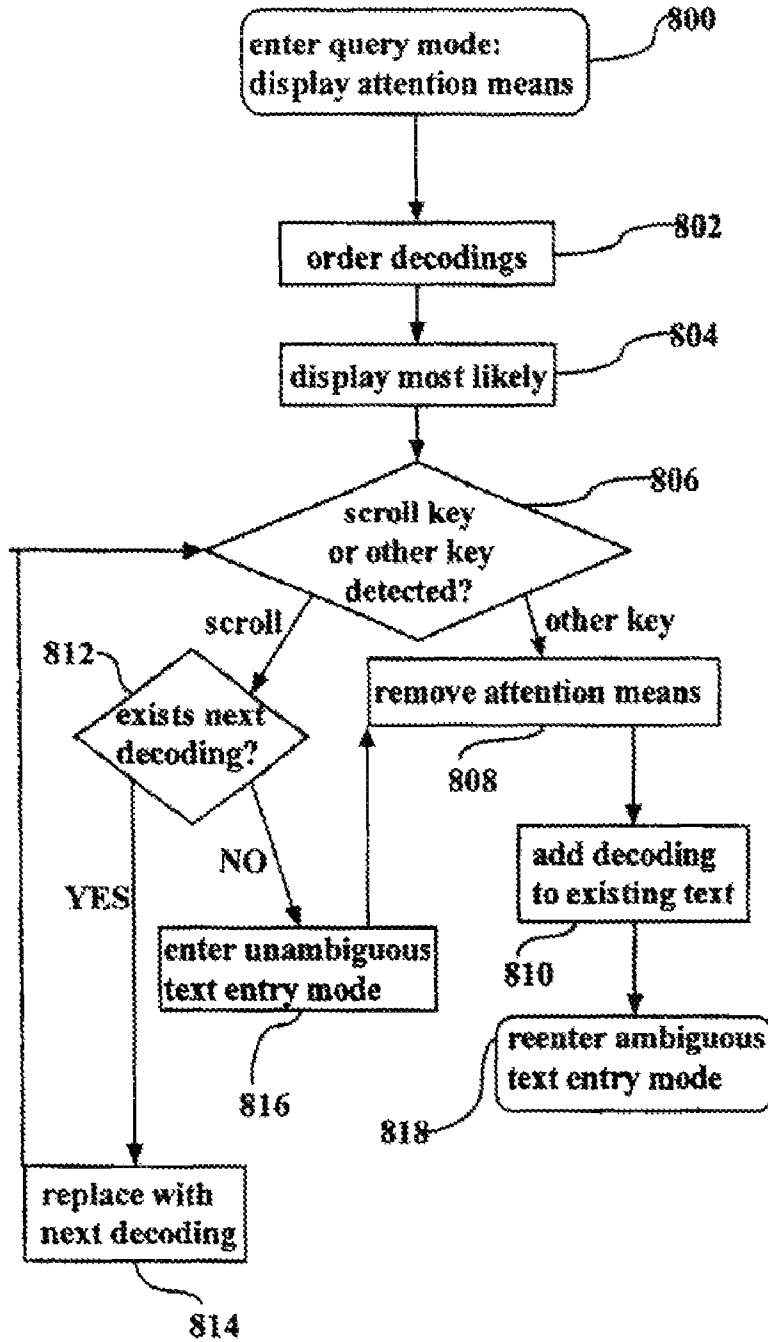 800
enter query mode:
display attention means
802
order decodings
804
display most likely
806
scroll key
or other key
detected?
scroll
other key
812
exists next
decoding?
remove attention means
808
NO
YES
add decoding
to existing text
810
enter unambiguous
text entry mode
816
reenter ambiguous
text entry mode
818
replace with
next decoding
814